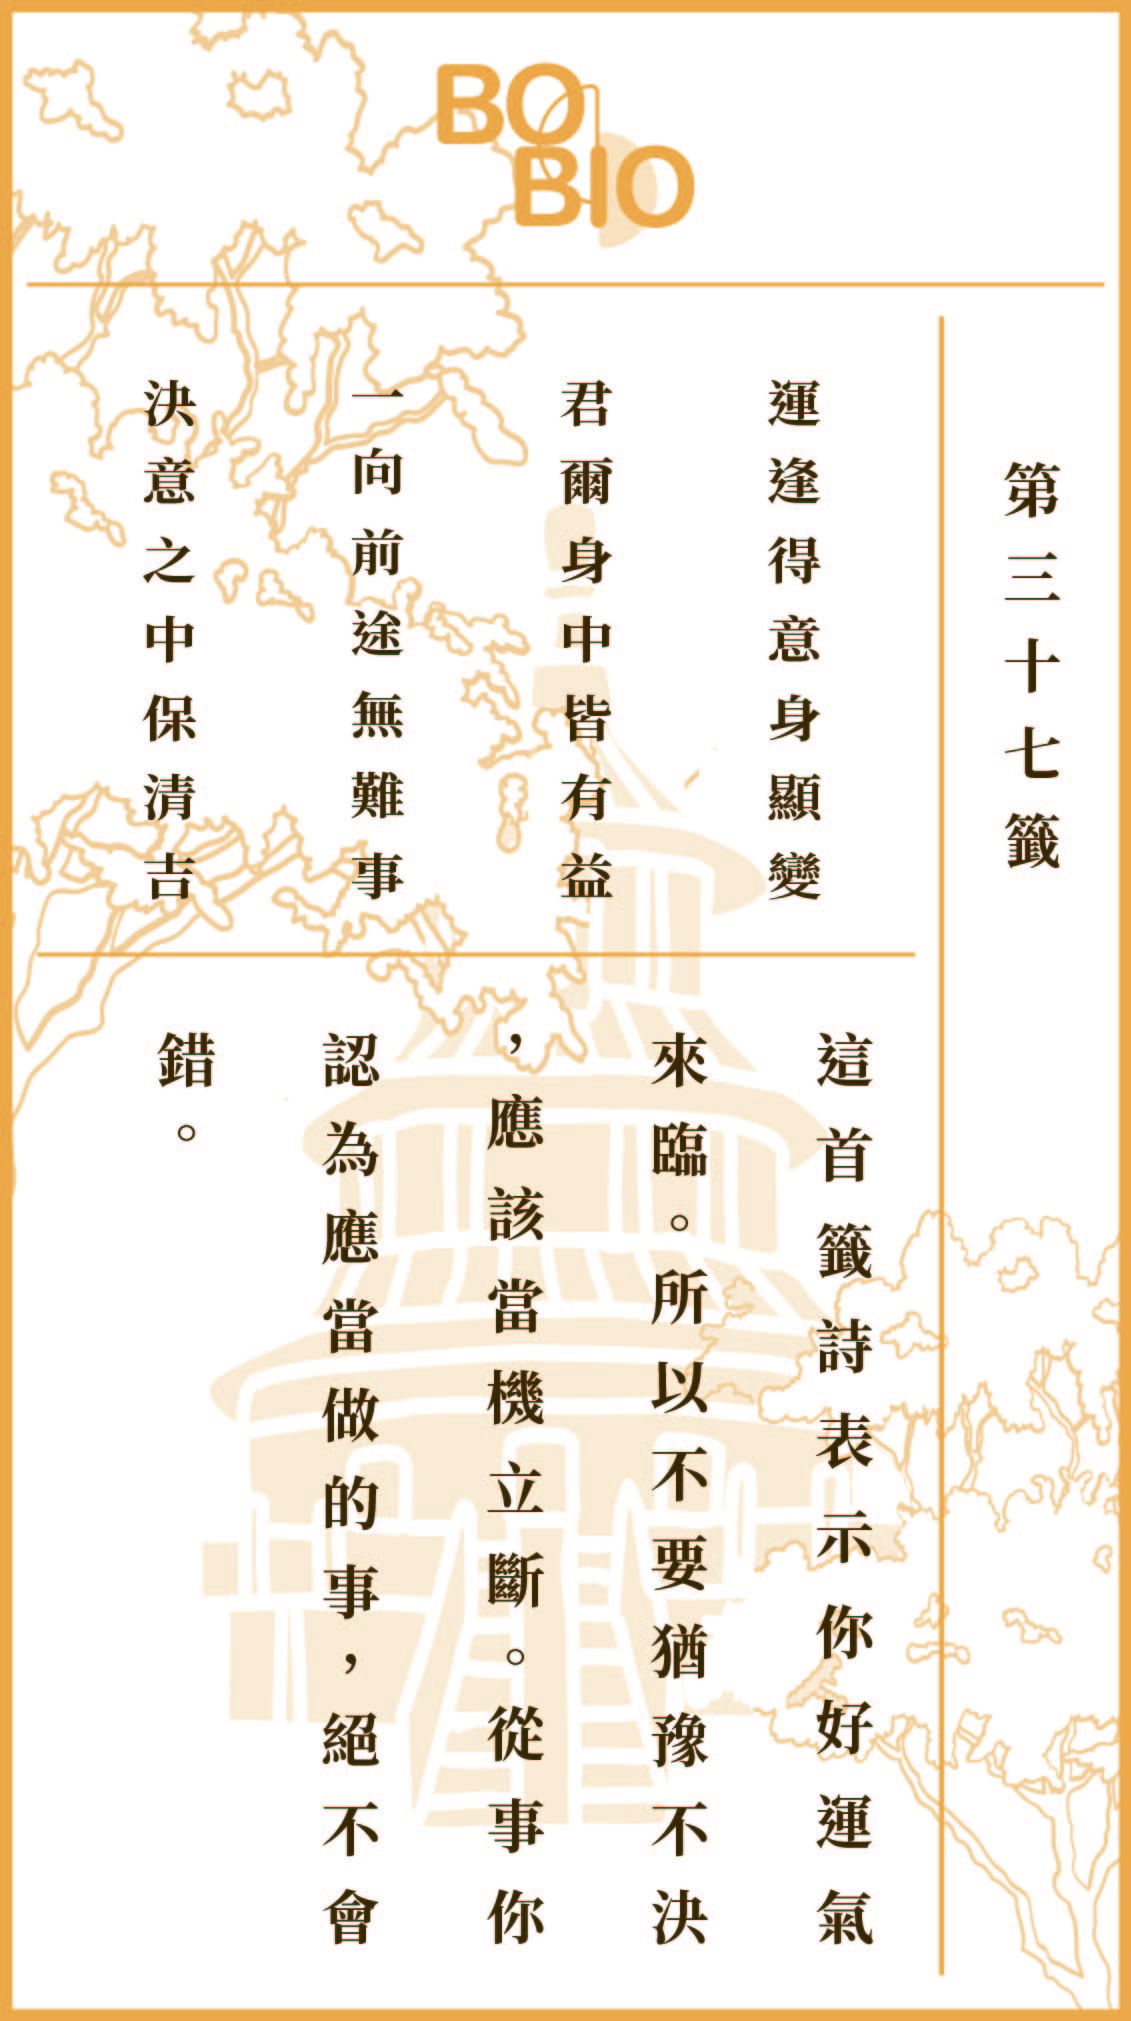 BO
BIO
第三十七籤
運逢得意身顯變
君爾身中皆有益
一向前途無難事
決意之中保清吉
這首籤詩表示你好運氣
來臨。所以不要猶豫不決
，應該當機立斷。從事你
認為應當做的事，絕不會
錯。